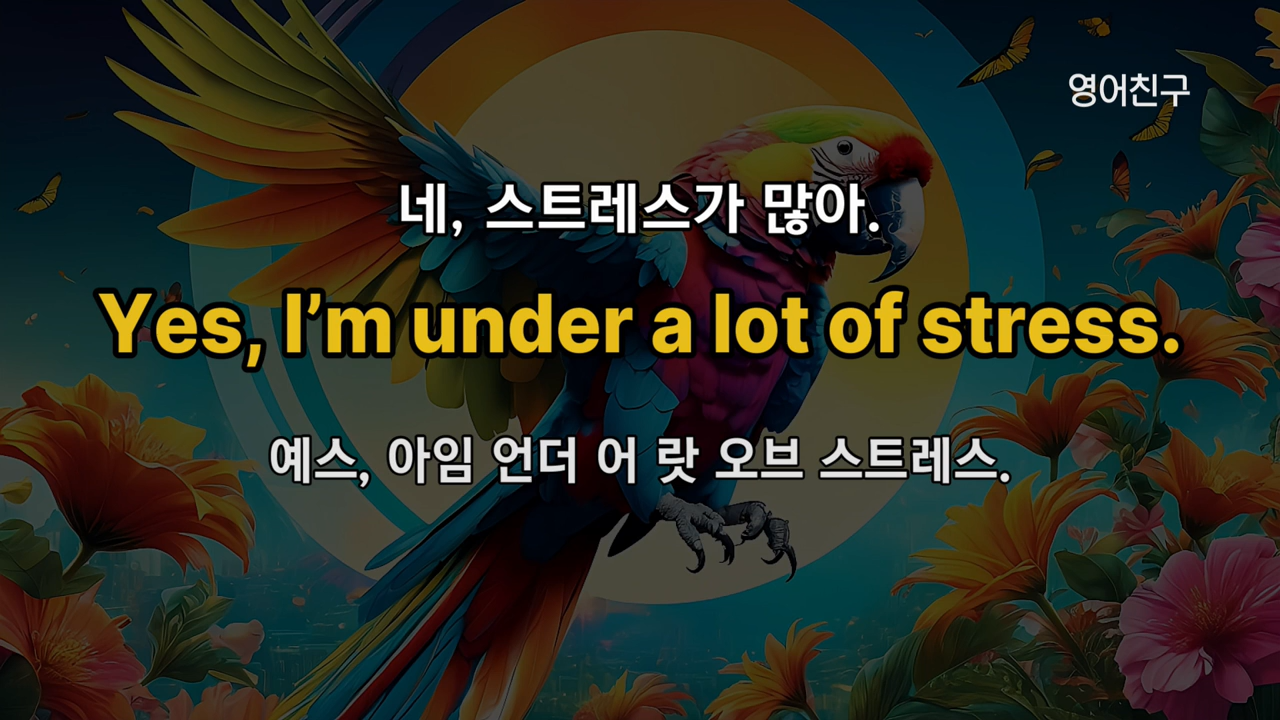 영어친구
네, 스트레스가 많아.
Yes, I’m under a lot of stress.
예스, 아임 언더 어 랏 오브 스트레스.